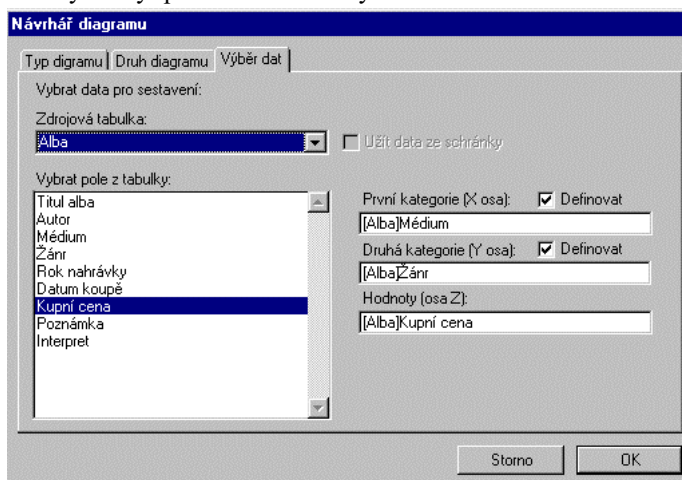 Návrhář diagramu
Typ digramu Druh diagramu Výběr dat
Vybrat data pro sestavení:
Zdrojová tabulka:
Alba
Užít data ze schránky
Vybrat pole z tabulky:
Titul alba
Autor
Médium
Žánr
Rok nahrávky
Datum koupě
Kupní cena
Poznámka
Interpret
První kategorie (X osa): Definovat
[Alba]Médium
Druhá kategorie (Y osa): Definovat
[Alba]Žánr
Hodnoty (osa Z):
[Alba]Kupní cena
Storno OK